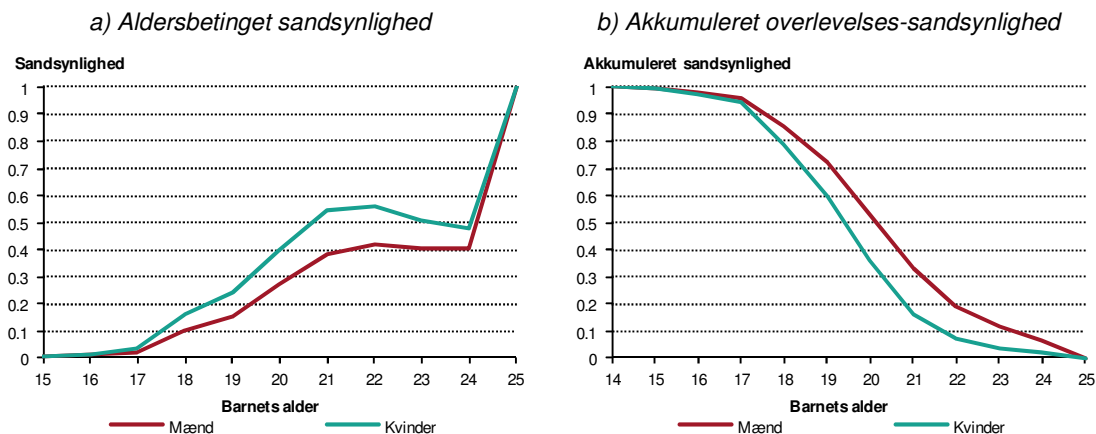 a) Aldersbetinget sandsynlighed
Sandsynlighed
1
0.9
0.8
0.7
0.6
0.5
0.4
0.3
0.2
0.1
0
15 16 17 18 19 20 21 22 23 24 25
Barnets alder
Mænd Kvinder
b) Akkumuleret overlevelses-sandsynlighed
Akkumuleret sandsynlighed
1
0.9
0.8
0.7
0.6
0.5
0.4
0.3
0.2
0.1
0
14 15 16 17 18 19 20 21 22 23 24 25
Barnets alder
Mænd Kvinder